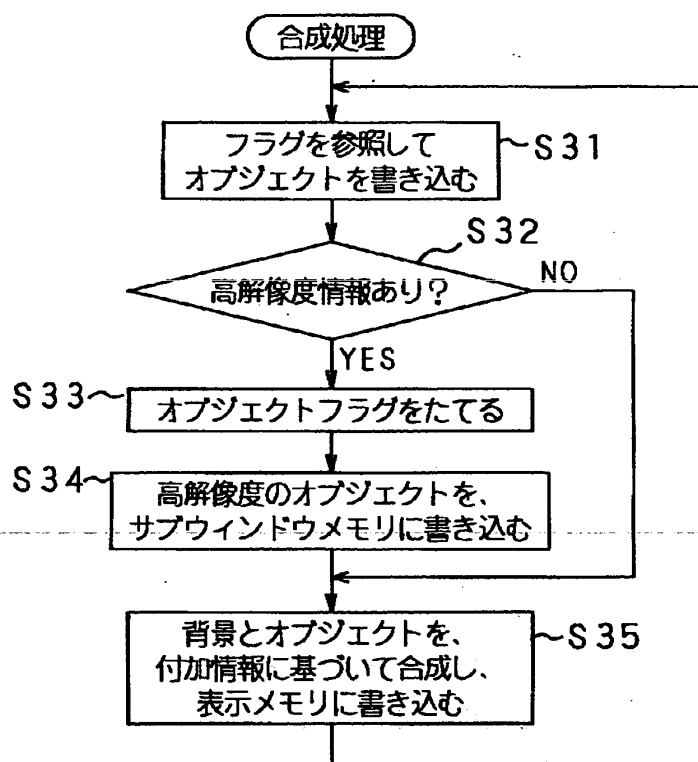 合成処理
フラグを参照して
オブジェクトを書き込む
S31
S32
高解像度情報あり?
NO
YES
S33
オブジェクトフラグをたてる
S34
高解像度のオブジェクトを、
サブウィンドウメモリに書き込む
背景とオブジェクトを、
付加情報に基づいて合成し、
表示メモリに書き込む
S35